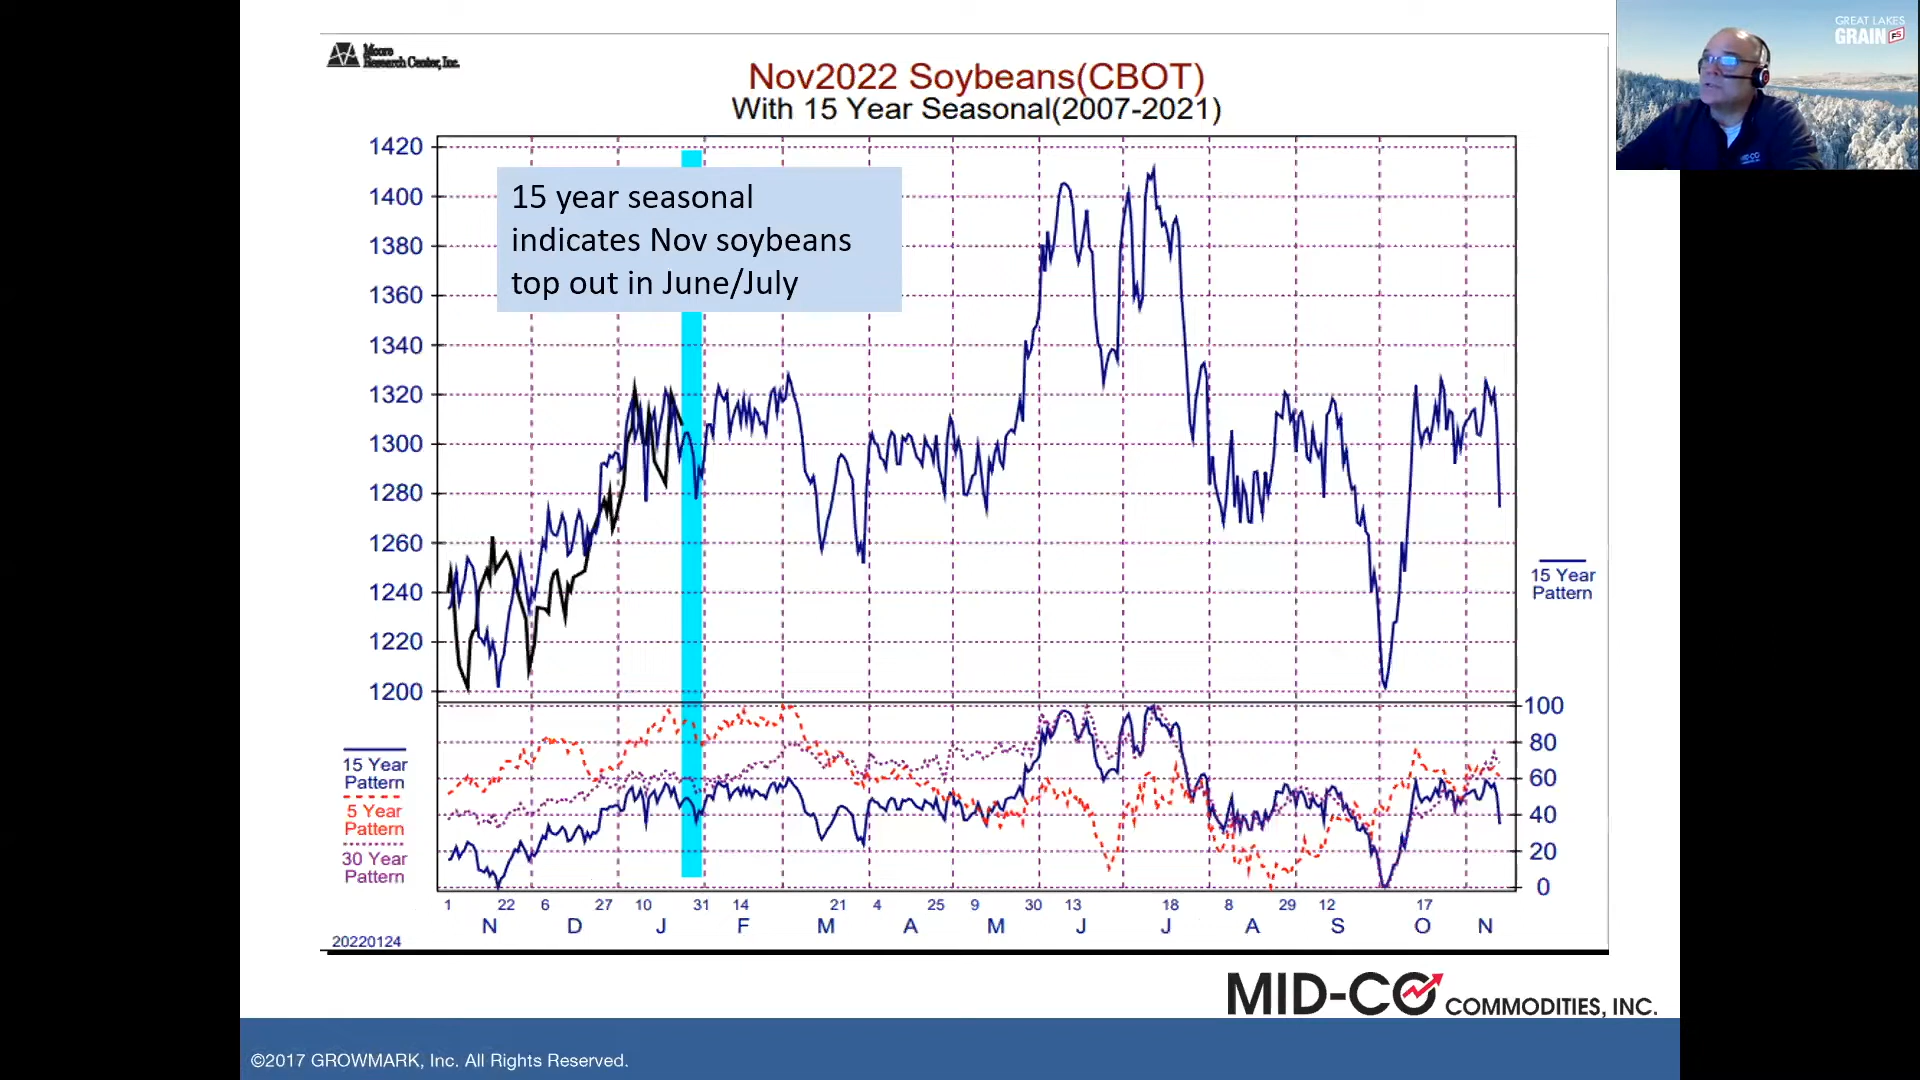 Moore
Research Center, Inc.
GREAT LAKES
GRAIN FS
Nov2022 Soybeans(CBOT)
With 15 Year Seasonal(2007-2021)
15 year seasonal
indicates Nov soybeans
top out in June/July
1420
1400
1380
1360
1340
1320
1300
1280
1260
1240
1220
1200
15 Year
Pattern
100
80
60
40
20
0
15 Year
Pattern
5 Year
Pattern
30 Year
Pattern
1 22 6 27 10 31 14 21 4 25 9 30 13 18 8 29 12 17
N D J F M A M J J A S O N
20220124
MID-CO
MID-CO COMMODITIES, INC.
©2017 GROWMARK, Inc. All Rights Reserved.